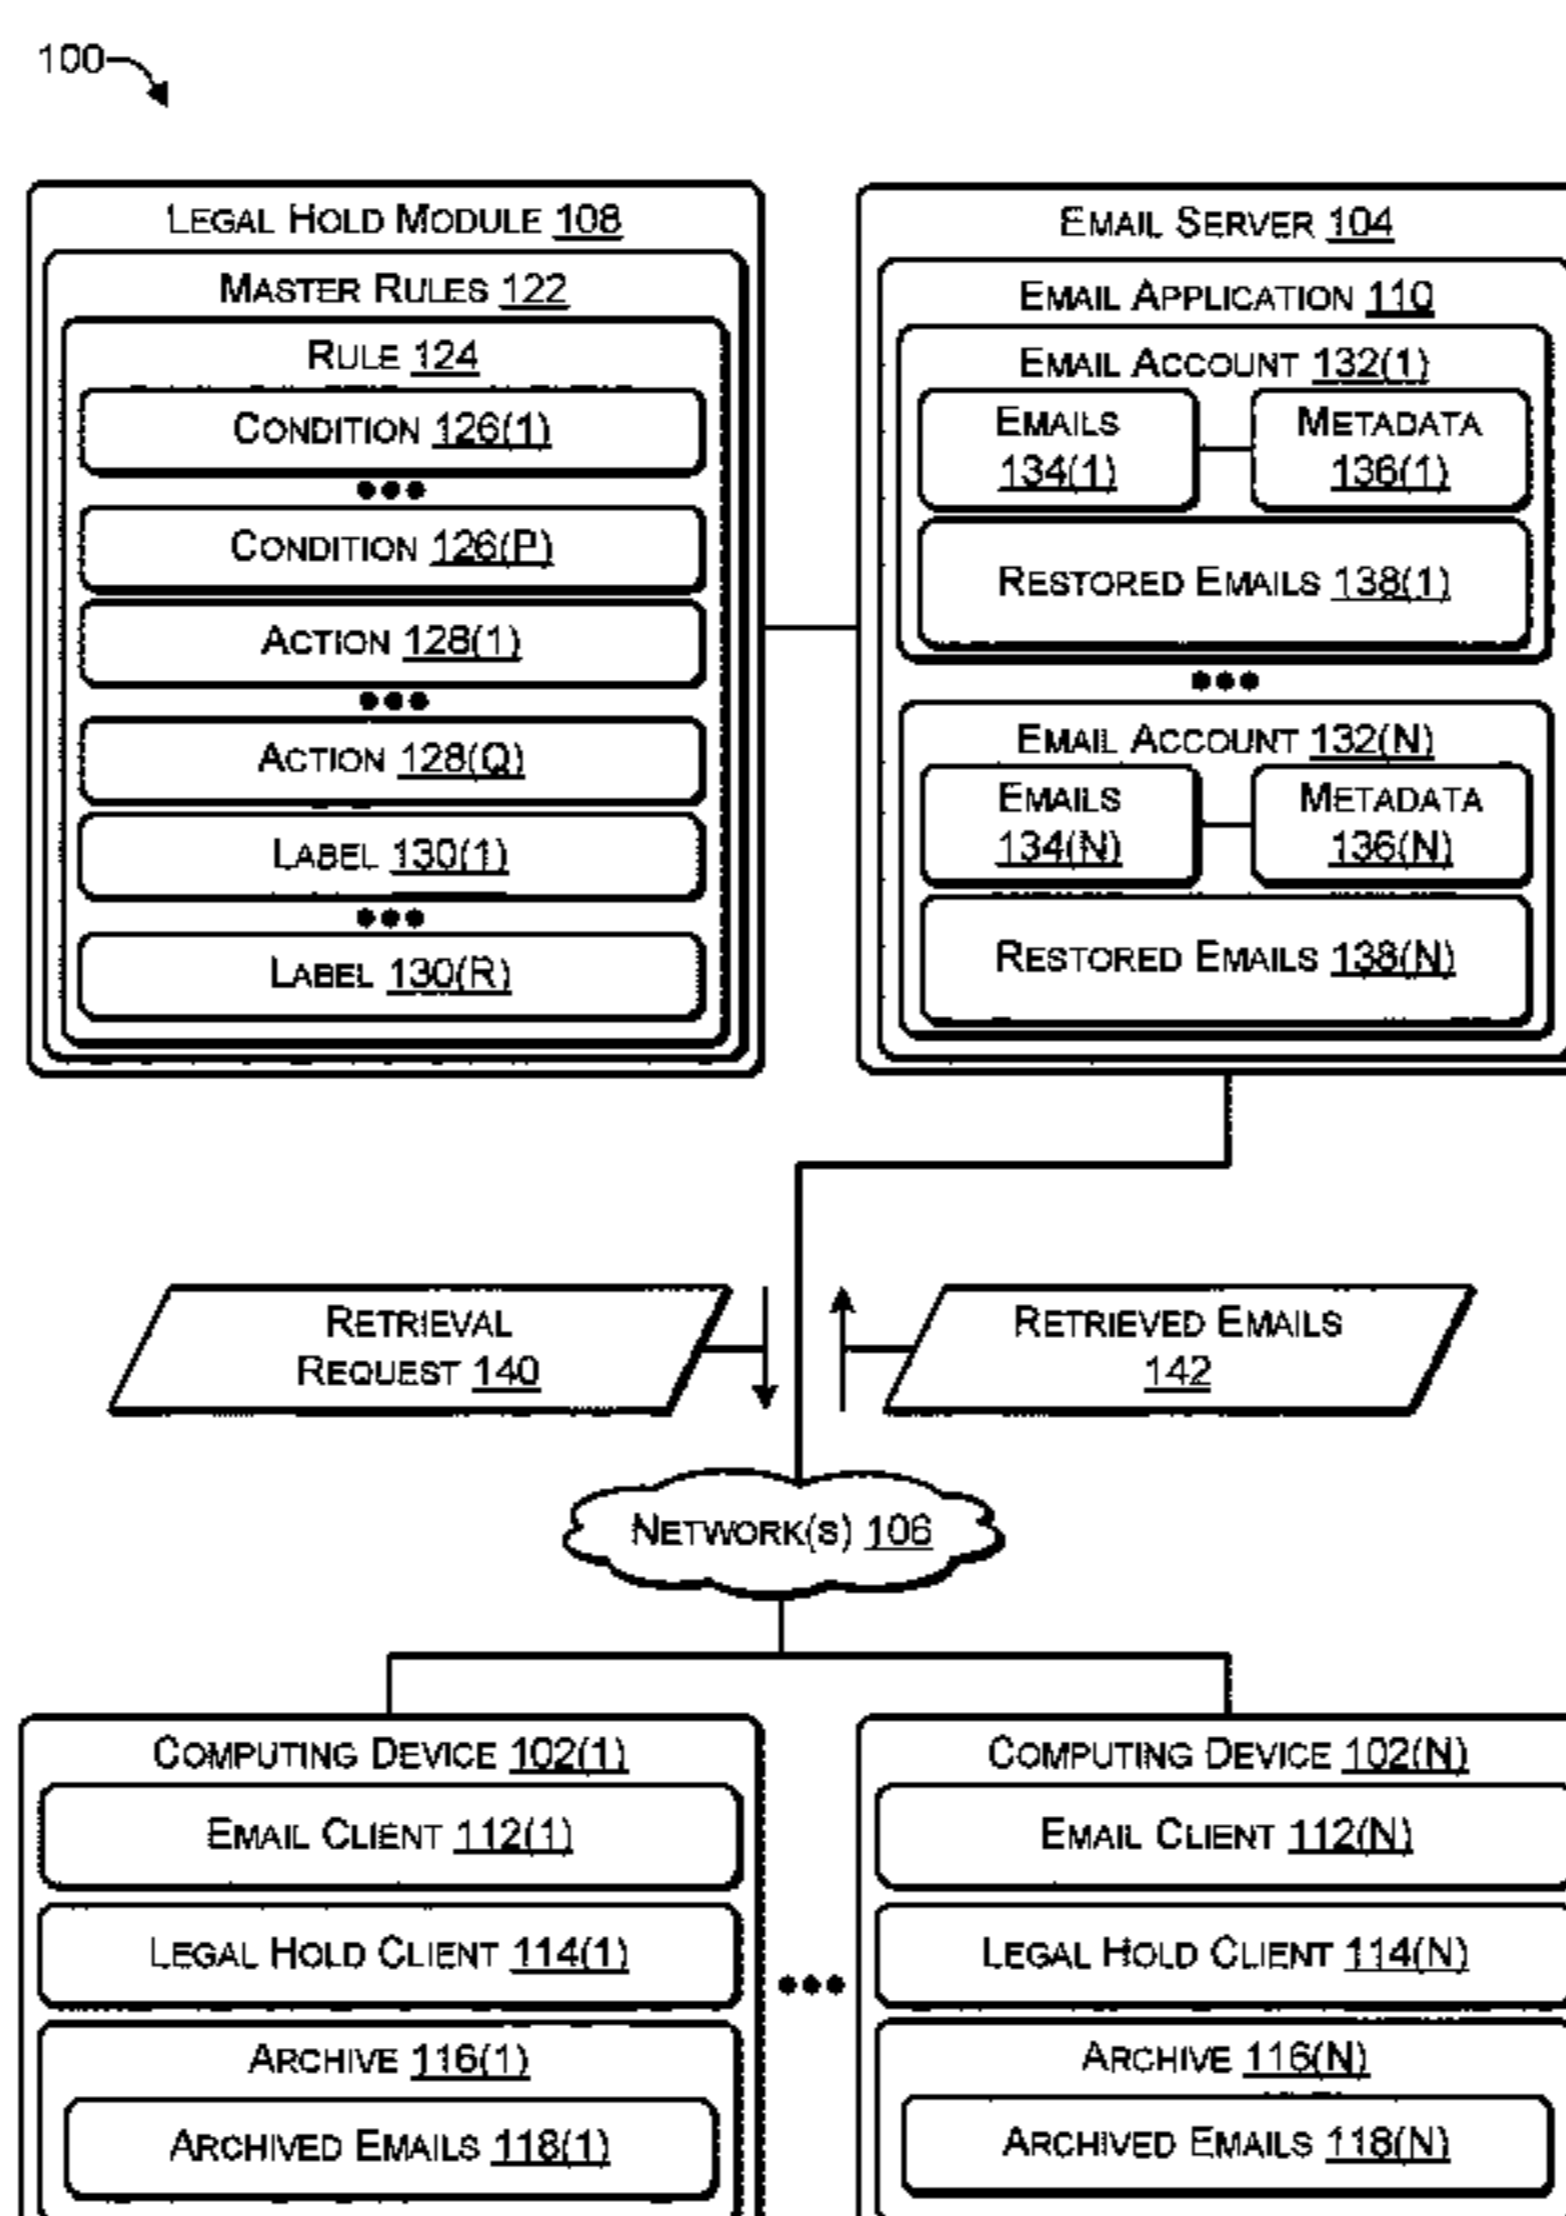 100
LEGAL HOLD MODULE 108
MASTER RULES 122
RULE 124
CONDITION 126(1)
•••
CONDITION 126(P)
ACTION 128(1)
•••
ACTION 128(Q)
LABEL 130(1)
•••
LABEL 130(R)
EMAIL SERVER 104
EMAIL APPLICATION 110
EMAIL ACCOUNT 132(1)
EMAILS
134(1)
METADATA
136(1)
RESTORED EMAILS 138(1)
•••
EMAIL ACCOUNT 132(N)
EMAILS
134(N)
METADATA
136(N)
RESTORED EMAILS 138(N)
RETRIEVAL
REQUEST 140
RETRIEVED EMAILS
142
NETWORK(S) 106
COMPUTING DEVICE 102(1)
EMAIL CLIENT 112(1)
LEGAL HOLD CLIENT 114(1)
ARCHIVE 116(1)
ARCHIVED EMAILS 118(1)
•••
COMPUTING DEVICE 102(N)
EMAIL CLIENT 112(N)
LEGAL HOLD CLIENT 114(N)
ARCHIVE 116(N)
ARCHIVED EMAILS 118(N)